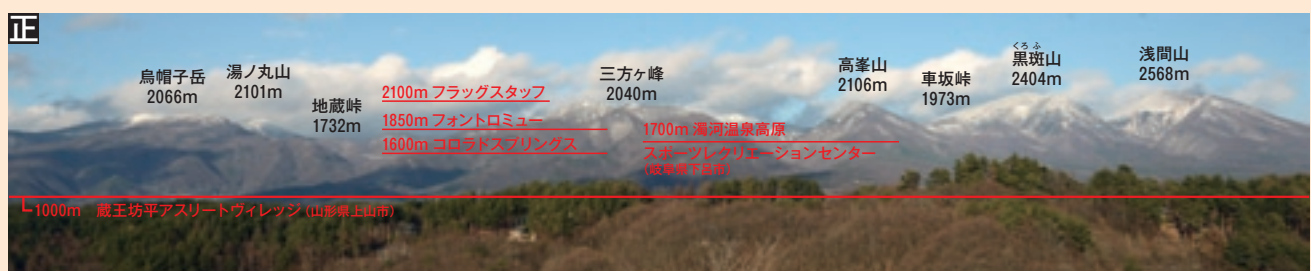 正
烏帽子岳
2066m
湯ノ丸山
2101m
地蔵峠
1732m
2100m フラッグスタッフ
1850m フォントロミュー
1600m コロラドスプリングス
三方ヶ峰
2040m
1700m 濁河温泉高原
スポーツレクリエーションセンター
(岐阜県下呂市)
高峯山
2106m
車坂峠
1973m
くろふ
黒斑山
2404m
浅間山
2568m
1000m 蔵王坊平アスリートヴィレッジ(山形県上山市)